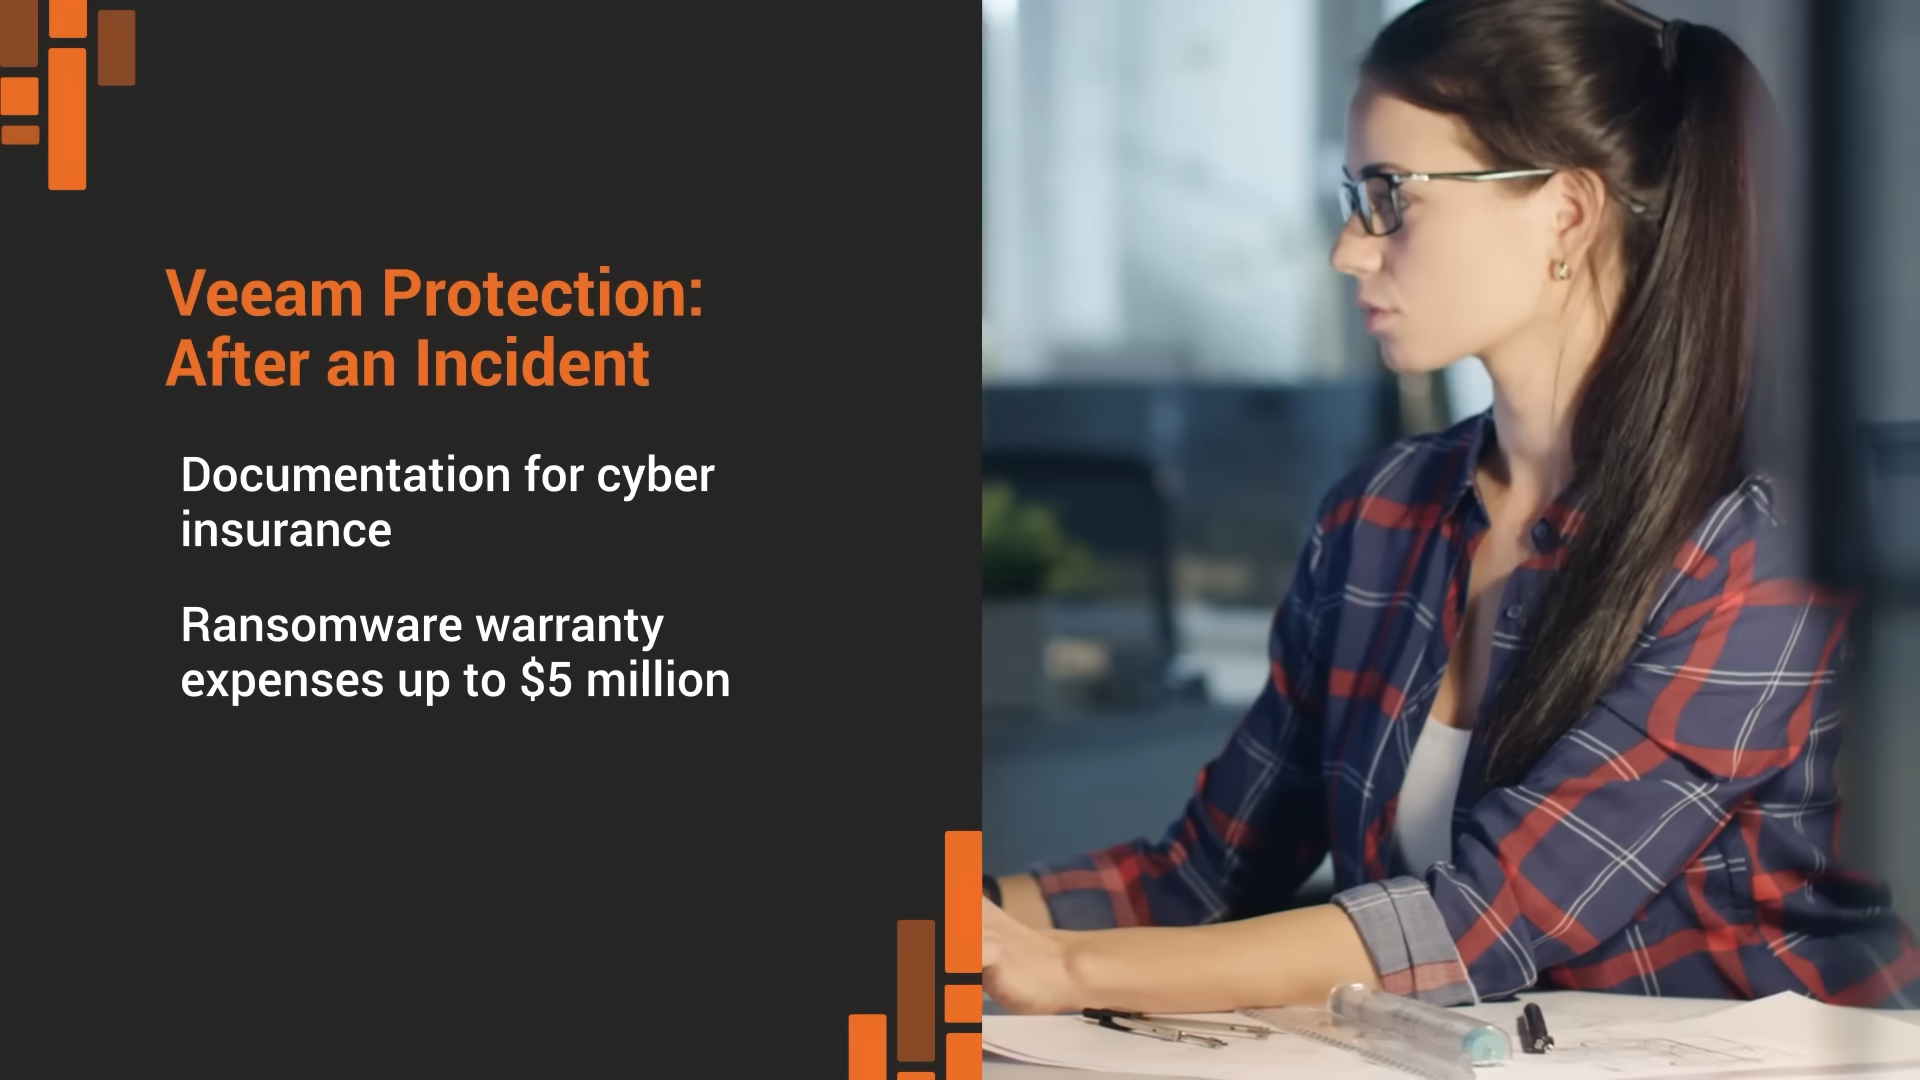 Veeam Protection:
After an Incident
Documentation for cyber
insurance
Ransomware warranty
expenses up to $5 million